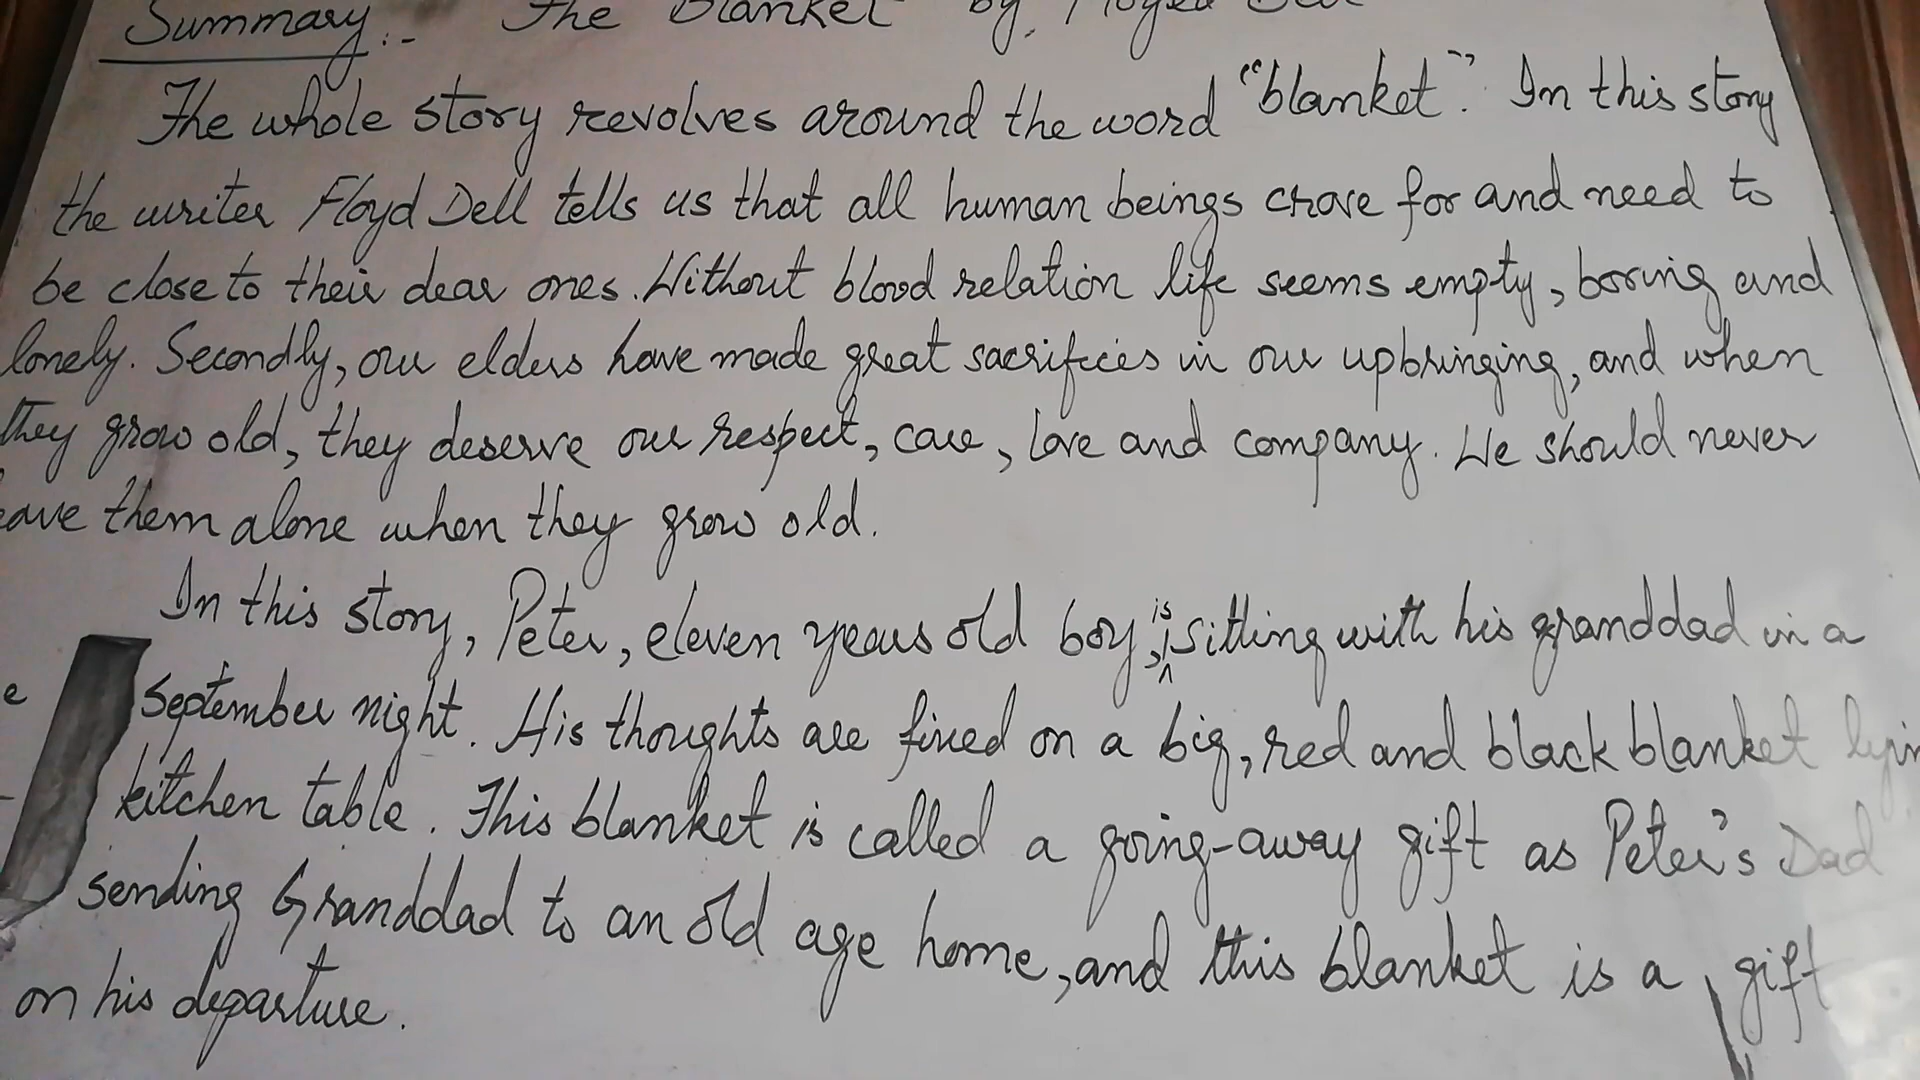 Summary:- The Blanket by, Floyed Dell
The whole story revolves around the word "blanket". In this story
the writer Floyd Dell tells us that all human beings crave for and need to
be close to their dear ones. Without blood relation life seems empty, boring and
lonely. Secondly, our elders have made great sacrifices in our upbringing, and when
they grow old, they deserve our respect, care, love and company. We should never
eave them alone when they grow old.
In this story, Peter, eleven years old boy, is sitting with his granddad in a
September night. His thoughts are fixed on a big, red and black blanket lyin
kitchen table. This blanket is called a going-away gift as Peter's Dad
sending Granddad to an old age home, and this blanket is a gift
on his departure.